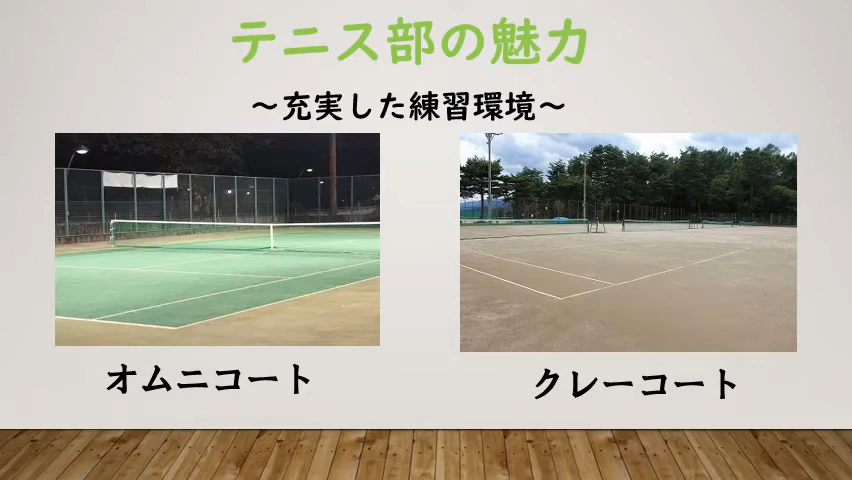 テニス部の魅力
～充実した練習環境～
オムニコート
クレーコート